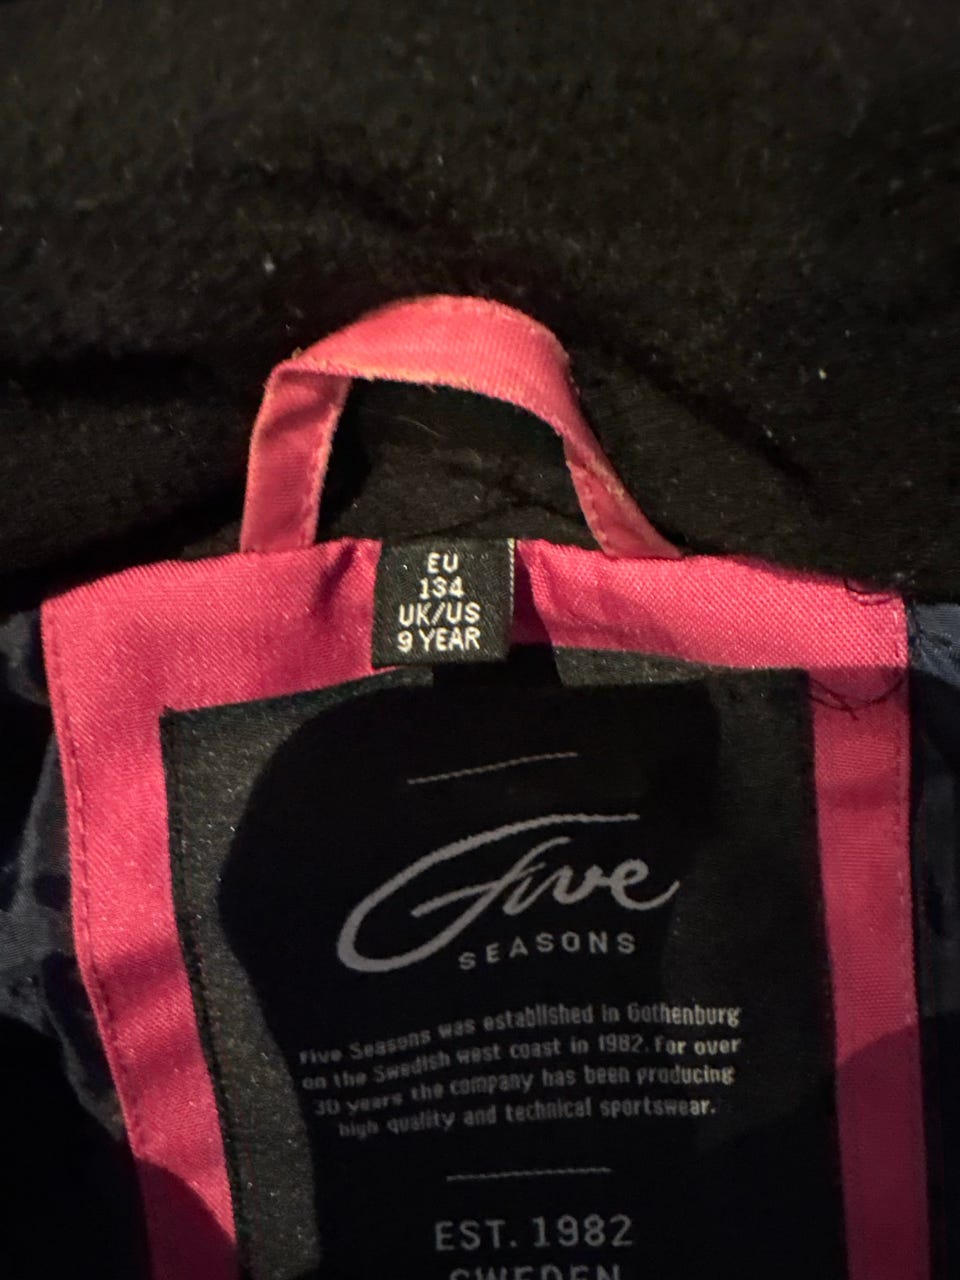 EU
134
UK/US
9 YEAR
Five
SEASONS
Five Seasons was established in Gothenburg
on the Swedish west coast in 1982. For over
30 years the company has been producing
high quality and technical sportswear.
EST. 1982
SWEDEN